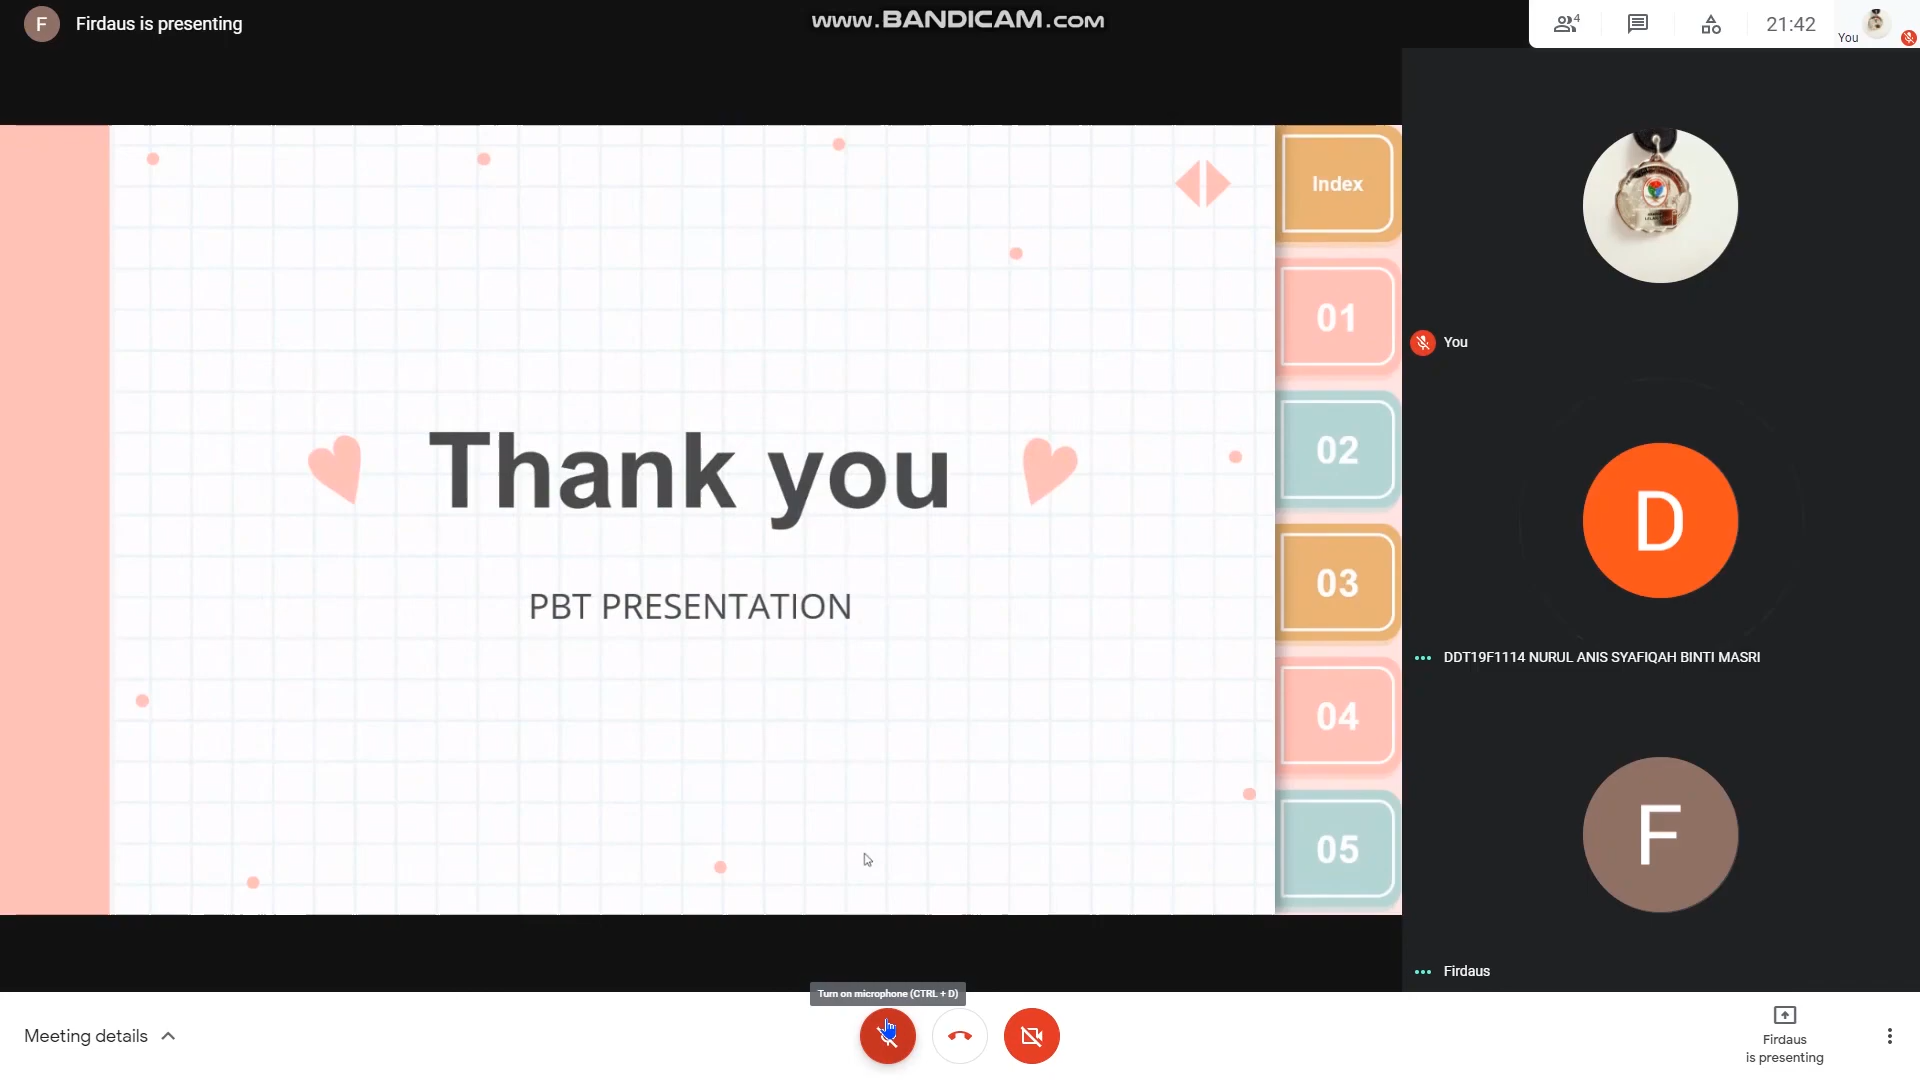 F
Firdaus is presenting
www.BANDICAM.COM
4
21:42
You
Index
01
02
03
04
05
Thank you
PBT PRESENTATION
You
D
DDT19F1114 NURUL ANIS SYAFIQAH BINTI MASRI
F
Firdaus
Turn on microphone (CTRL + D)
Meeting details
Firdaus
is presenting